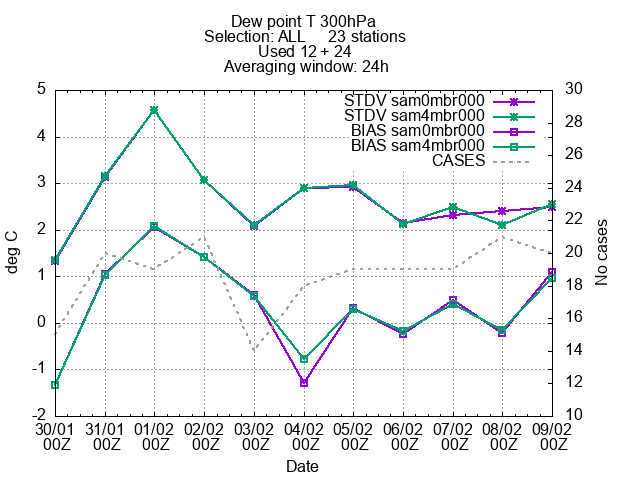 Dew point T 300hPa
Selection: ALL     23 stations
Used 12 + 24
Averaging window: 24h
STDV sam0mbr000
STDV sam4mbr000
BIAS sam0mbr000
BIAS sam4mbr000
CASES
5
4
3
2
1
0
-1
-2
deg C
30
28
26
24
22
20
18
16
14
12
10
No cases
30/01 31/01 01/02 02/02 03/02 04/02 05/02 06/02 07/02 08/02 09/02
00Z 00Z 00Z 00Z 00Z 00Z 00Z 00Z 00Z 00Z 00Z
Date